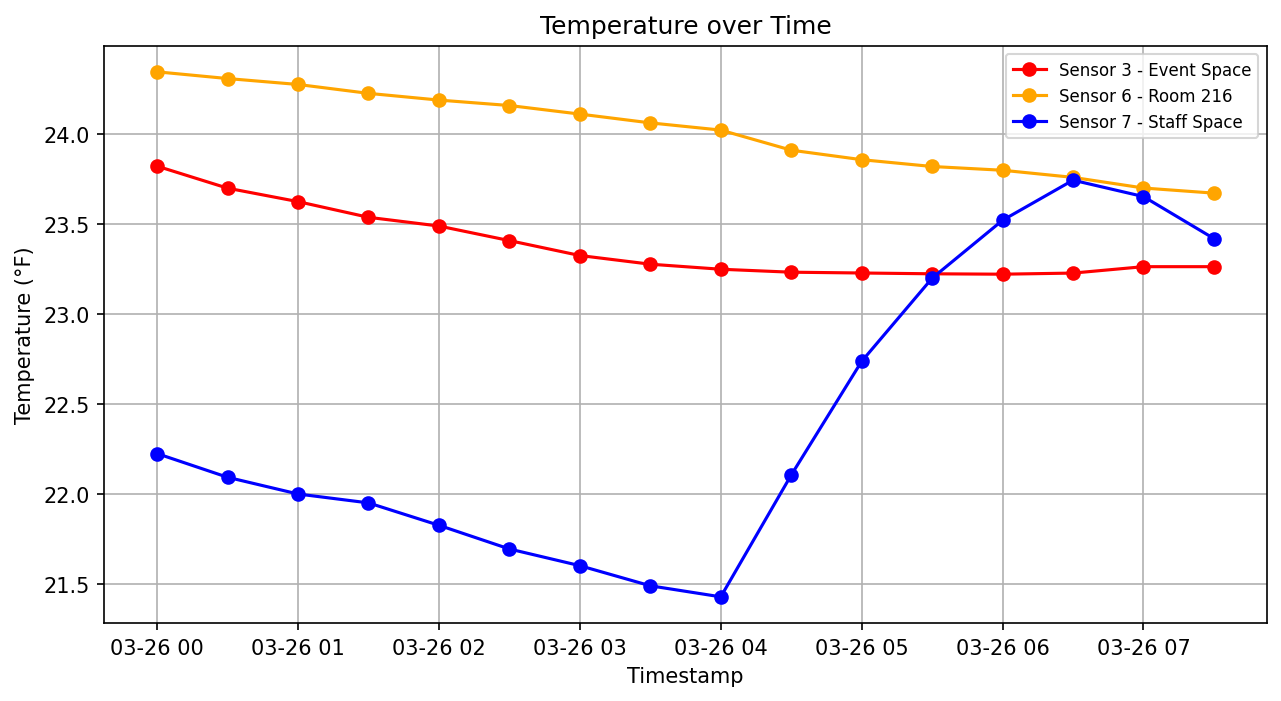 Temperature over Time
Sensor 3 - Event Space
Sensor 6 - Room 216
Sensor 7 - Staff Space
Temperature (°F)
24.0
23.5
23.0
22.5
22.0
21.5
03-26 00 03-26 01 03-26 02 03-26 03 03-26 04 03-26 05 03-26 06 03-26 07
Timestamp